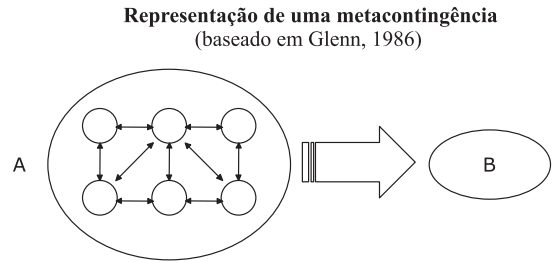 Representação de uma metacontingência
(baseado em Glenn, 1986)
A
B